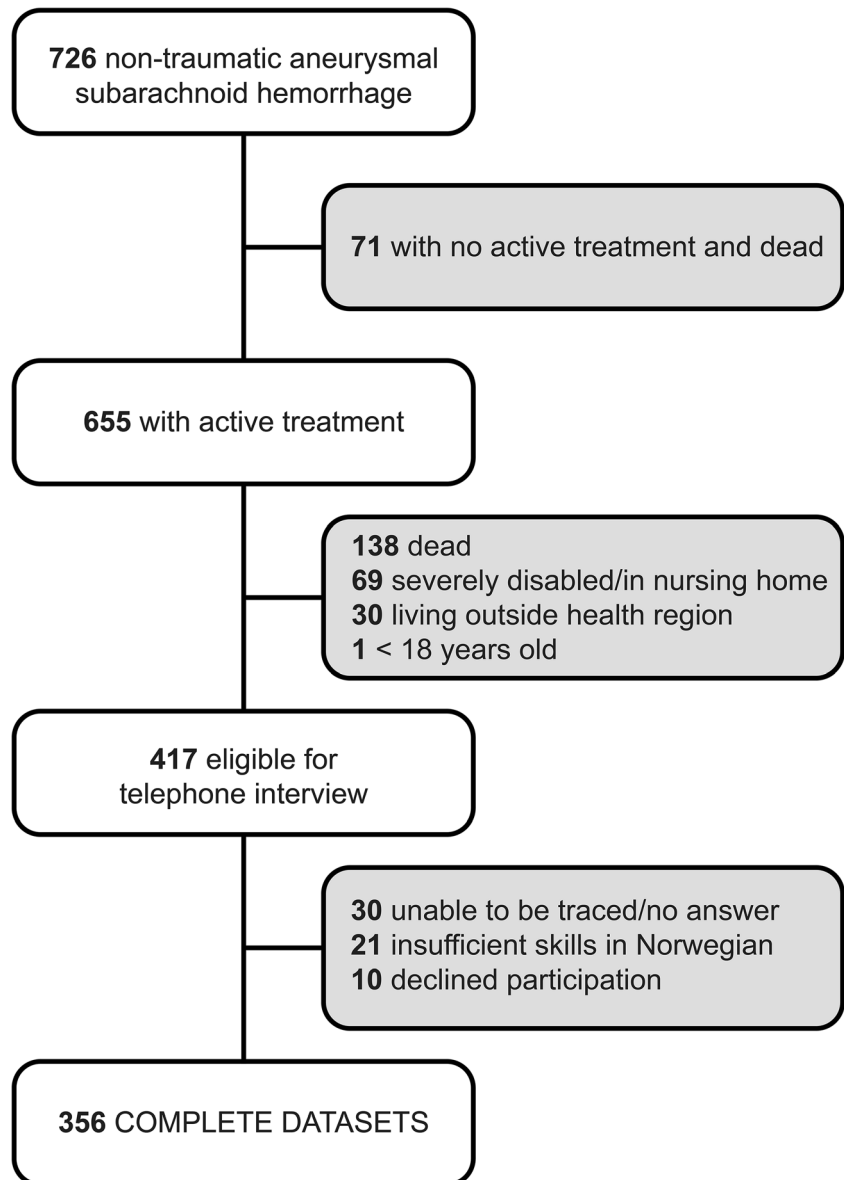 726 non-traumatic aneurysmal
subarachnoid hemorrhage
71 with no active treatment and dead
655 with active treatment
138 dead
69 severely disabled/in nursing home
30 living outside health region
1 < 18 years old
417 eligible for
telephone interview
30 unable to be traced/no answer
21 insufficient skills in Norwegian
10 declined participation
356 COMPLETE DATASETS